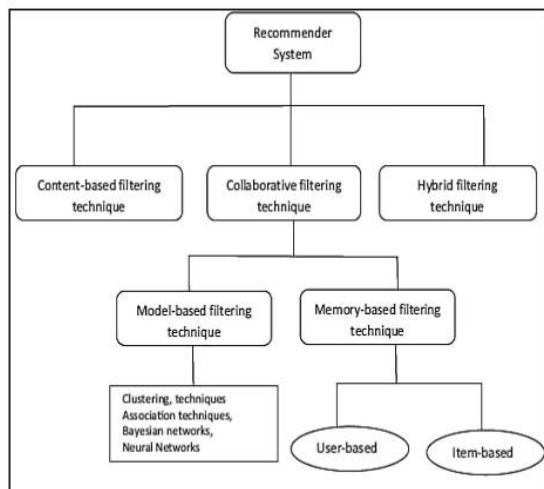 Recommender
System
Content-based filtering
technique
Collaborative filtering
technique
Hybrid filtering
technique
Model-based filtering
technique
Memory-based filtering
technique
Clustering, techniques
Association techniques,
Bayesian networks,
Neural Networks
User-based
Item-based